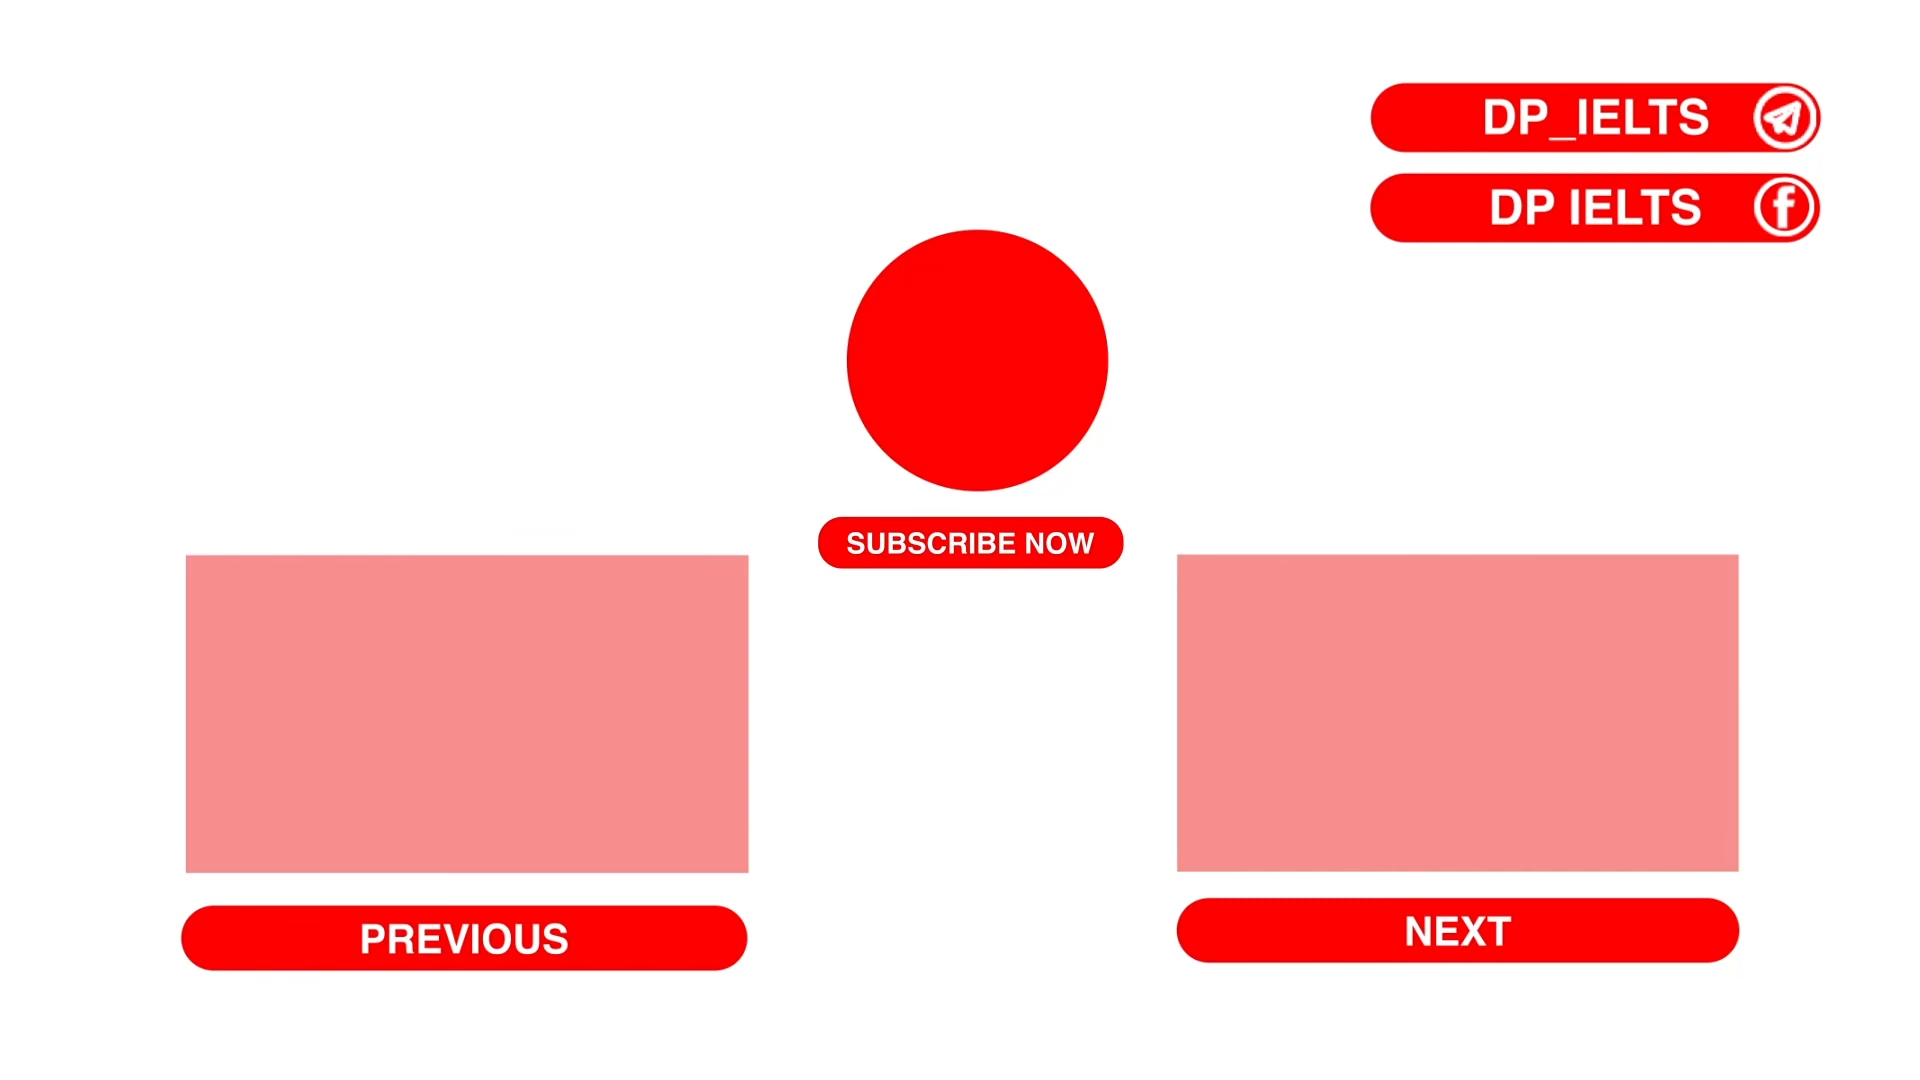 DP_IELTS
DP IELTS
SUBSCRIBE NOW
PREVIOUS
NEXT